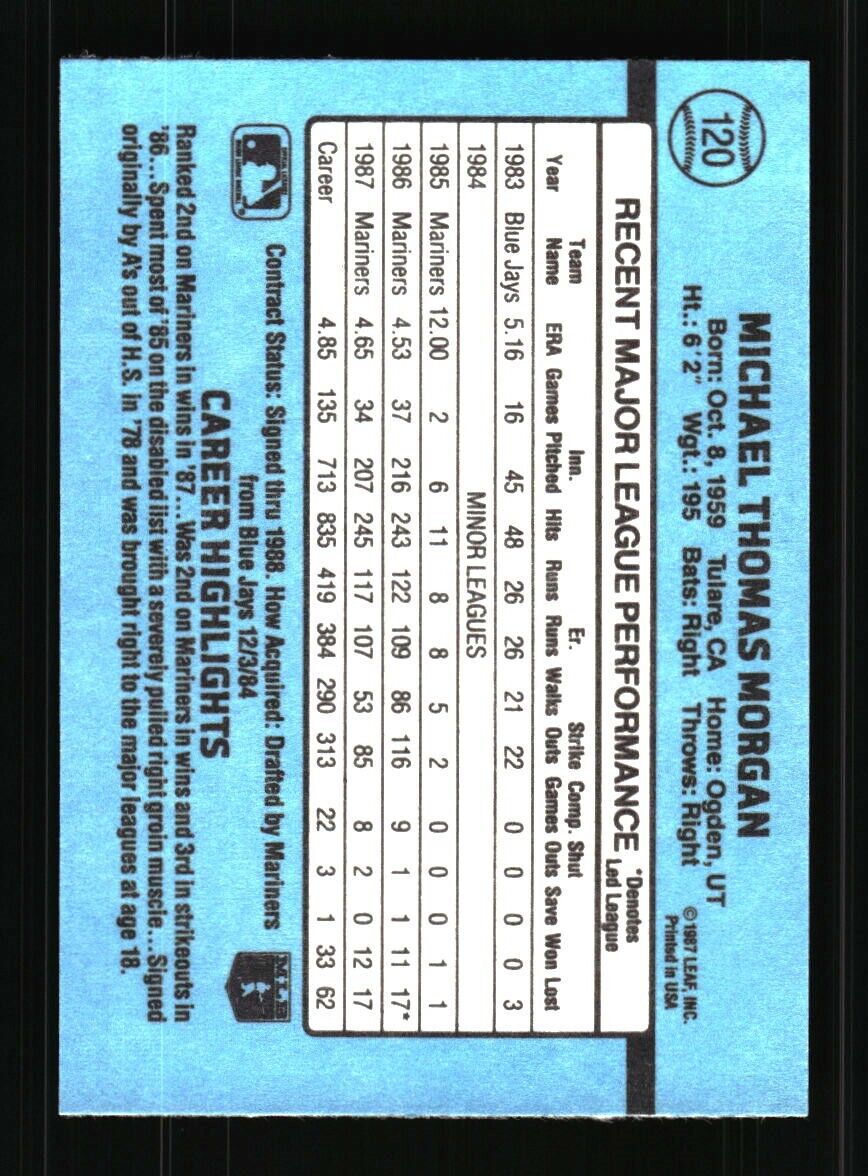 120
MICHAEL THOMAS MORGAN
Born: Oct. 8, 1959 Tulare, CA Home: Ogden, UT
Ht.: 6'2" Wgt.: 195 Bats: Right Throws: Right
©1987 LEAF, INC.
Printed in USA
RECENT MAJOR LEAGUE PERFORMANCE *Denotes Led League
Year Team Name ERA Games Inn. Pitched Hits Runs Er. Runs Walks Strike Outs Comp. Games Shut Outs Save Won Lost
1983 Blue Jays 5.16 16 45 48 26 26 21 22 0 0 0 0 3
1984 MINOR LEAGUES
1985 Mariners 12.00 2 6 11 8 8 5 2 0 0 0 1 1
1986 Mariners 4.53 37 216 243 122 109 86 116 9 1 1 11 17*
1987 Mariners 4.65 34 207 245 117 107 53 85 8 2 0 12 17
Career 4.85 135 713 835 419 384 290 313 22 3 1 33 62
Contract Status: Signed thru 1988. How Acquired: Drafted by Mariners
from Blue Jays 12/3/84
MLB
CAREER HIGHLIGHTS
Ranked 2nd on Mariners in wins in '87...Was 2nd on Mariners in wins and 3rd in strikeouts in
'86...Spent most of '85 on the disabled list with a severely pulled right groin muscle...Signed
originally by A's out of H.S. in '78 and was brought right to the major leagues at age 18.